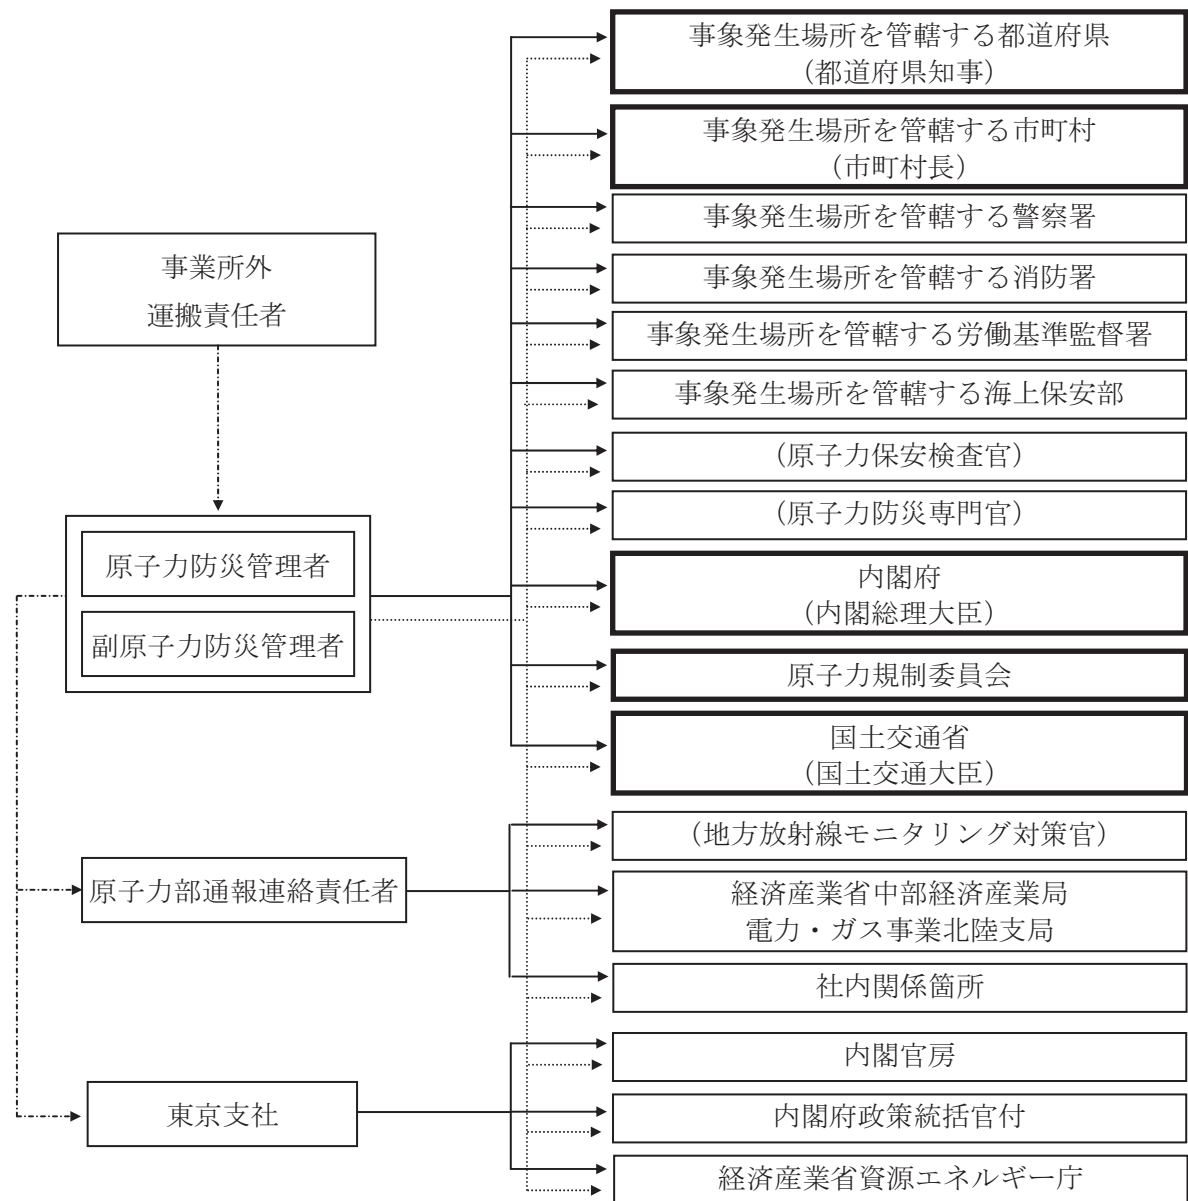 事象発生場所を管轄する都道府県
（都道府県知事）
事象発生場所を管轄する市町村
（市町村長）
事象発生場所を管轄する警察署
事業所外
運搬責任者
事象発生場所を管轄する消防署
事象発生場所を管轄する労働基準監督署
事象発生場所を管轄する海上保安部
（原子力保安検査官）
（原子力防災専門官）
原子力防災管理者
副原子力防災管理者
内閣府
（内閣総理大臣）
原子力規制委員会
国土交通省
（国土交通大臣）
（地方放射線モニタリング対策官）
原子力部通報連絡責任者
経済産業省中部経済産業局
電力・ガス事業北陸支局
社内関係箇所
内閣官房
東京支社
内閣府政策統括官付
経済産業省資源エネルギー庁